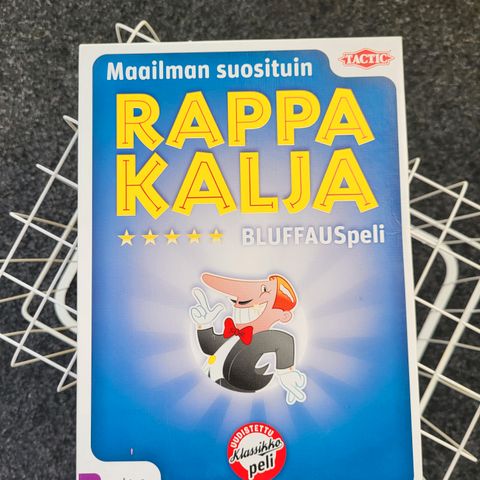 TACTIC
Maailman suosituin
RAPPA
KALJA
BLUFFAUSpeli
UUDISTETTU
Klassikko
peli